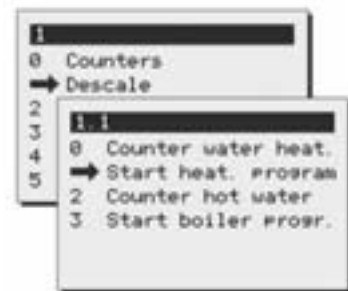 1
0 Counters
➡ Descale
2
3
4
5
1.1
0 Counter water heat.
➡ Start heat. program
2 Counter hot water
3 Start boiler progr.